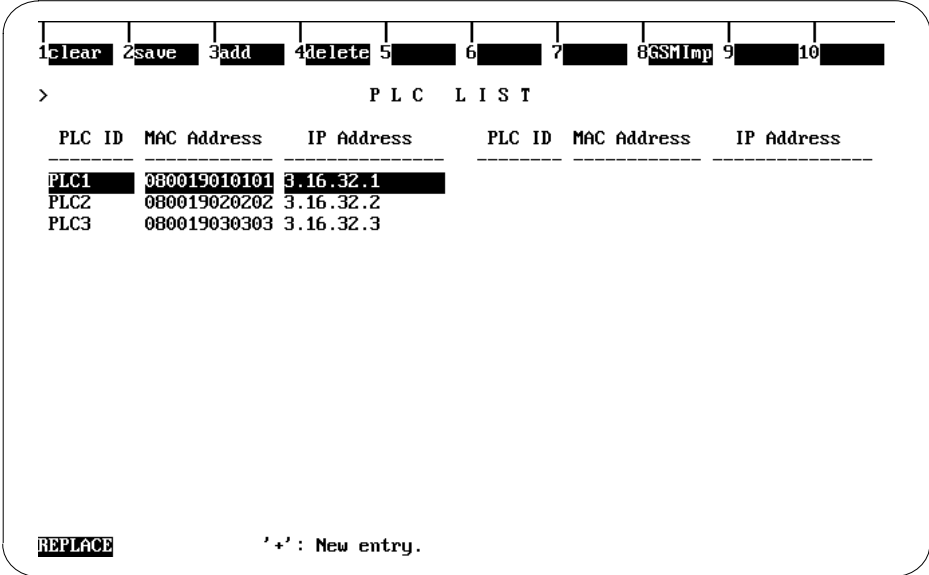 1clear 2save 3add 4delete 5 6 7 8GSMImp 9 10
> P L C L I S T
PLC ID MAC Address IP Address PLC ID MAC Address IP Address
-------- ------------ --------------- -------- ------------ ---------------
PLC1 080019010101 3.16.32.1
PLC2 080019020202 3.16.32.2
PLC3 080019030303 3.16.32.3
REPLACE '+': New entry.